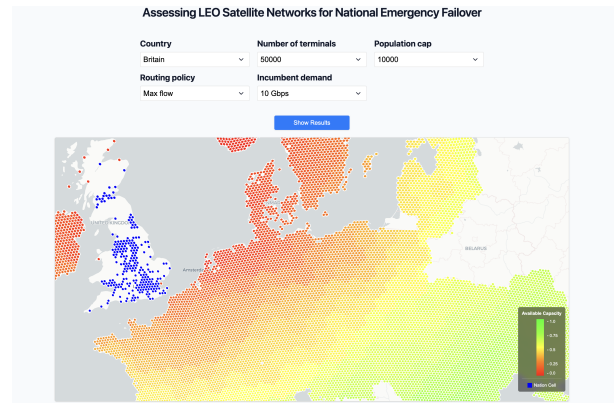 Assessing LEO Satellite Networks for National Emergency Failover
Country
Number of terminals
Population cap
Britain
50000
10000
Routing policy
Incumbent demand
Max flow
10 Gbps
Show Results
UNITED KINGDOM
Amsterdam
BELARUS
Available Capacity
- 1.0
- 0.75
- 0.5
- 0.25
- 0.0
Nation Cell